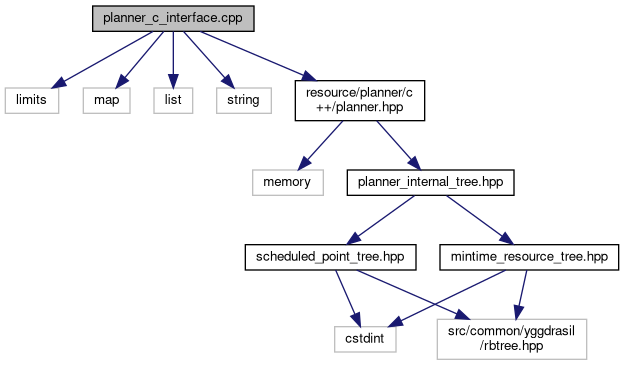 planner_c_interface.cpp
limits
map
list
string
resource/planner/c
++/planner.hpp
memory
planner_internal_tree.hpp
scheduled_point_tree.hpp
mintime_resource_tree.hpp
cstdint
src/common/yggdrasil
/rbtree.hpp